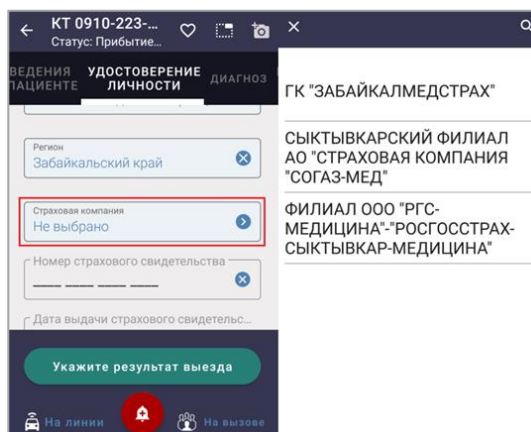 КТ 0910-223-...
Статус: Прибытие...
ВЕДЕНИЯ
ПАЦИЕНТЕ
УДОСТОВЕРЕНИЕ
ЛИЧНОСТИ
ДИАГНОЗ
Регион
Забайкальский край
Страховая компания
Не выбрано
Номер страхового свидетельства
Дата выдачи страхового свидетельс...
Укажите результат выезда
На линии
На вызове
ГК "ЗАБАЙКАЛМЕДСТРАХ"
СЫКТЫВКАРСКИЙ ФИЛИАЛ
АО "СТРАХОВАЯ КОМПАНИЯ
"СОГАЗ-МЕД"
ФИЛИАЛ ООО "РГС-
МЕДИЦИНА"-"РОСГОССТРАХ-
СЫКТЫВКАР-МЕДИЦИНА"